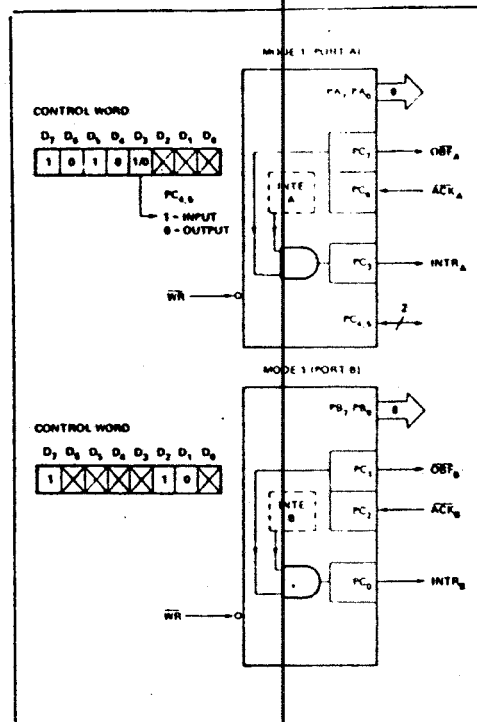 MODE 1 (PORT A)
PA7 PA0
8
CONTROL WORD
D7 D6 D5 D4 D3 D2 D1 D0
1 0 1 0 1/0
PC4,5
1 - INPUT
0 - OUTPUT
PC7
OBFA
INTE
A
PC6
ACKA
PC3
INTRA
WR
PC4,5
2
MODE 1 (PORT B)
PB7 PB0
8
CONTROL WORD
D7 D6 D5 D4 D3 D2 D1 D0
1 1 0
PC1
OBFB
INTE
B
PC2
ACKB
PC0
INTRB
WR